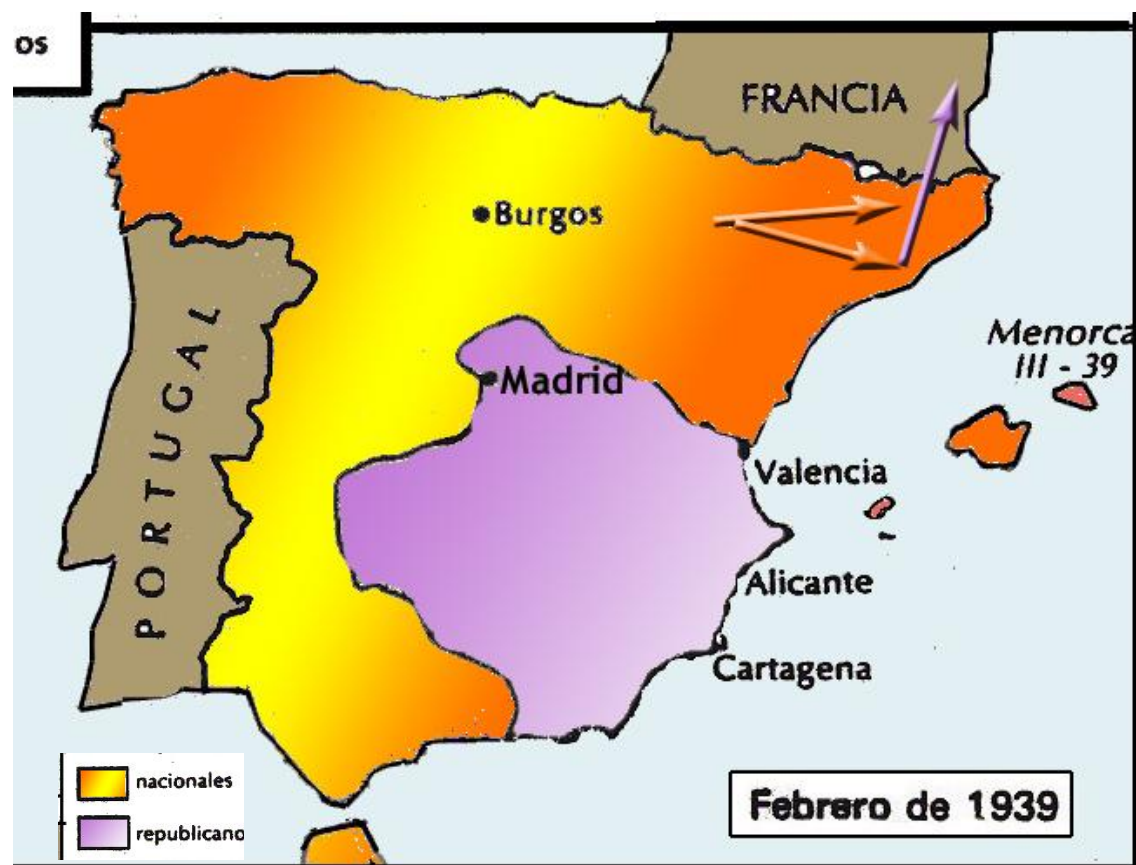 os
FRANCIA
Burgos
PORTUGAL
Menorca
III - 39
Madrid
Valencia
Alicante
Cartagena
nacionales
republicano
Febrero de 1939